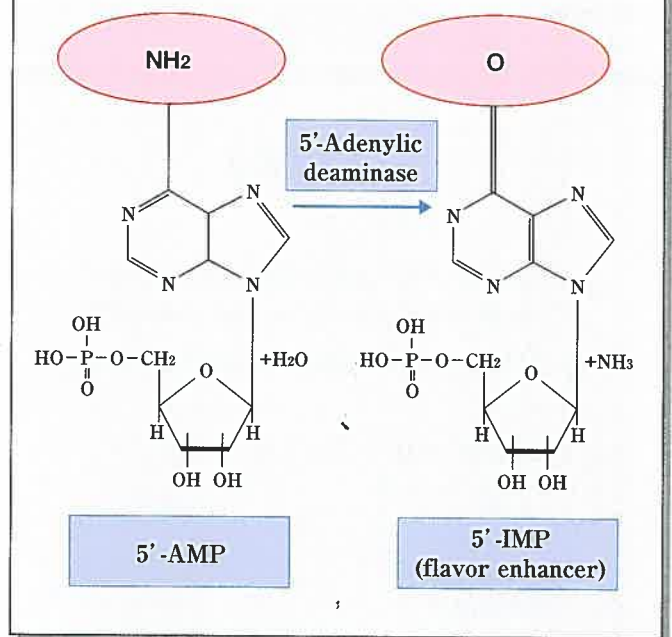 NH2
O
5'-Adenylic
deaminase
N
N
N
N
N
N
N
N
OH
HO-P-O-CH2
O
O
+H2O
H
H
OH OH
OH
HO-P-O-CH2
O
O
+NH3
H
H
OH OH
5'-AMP
5'-IMP
(flavor enhancer)